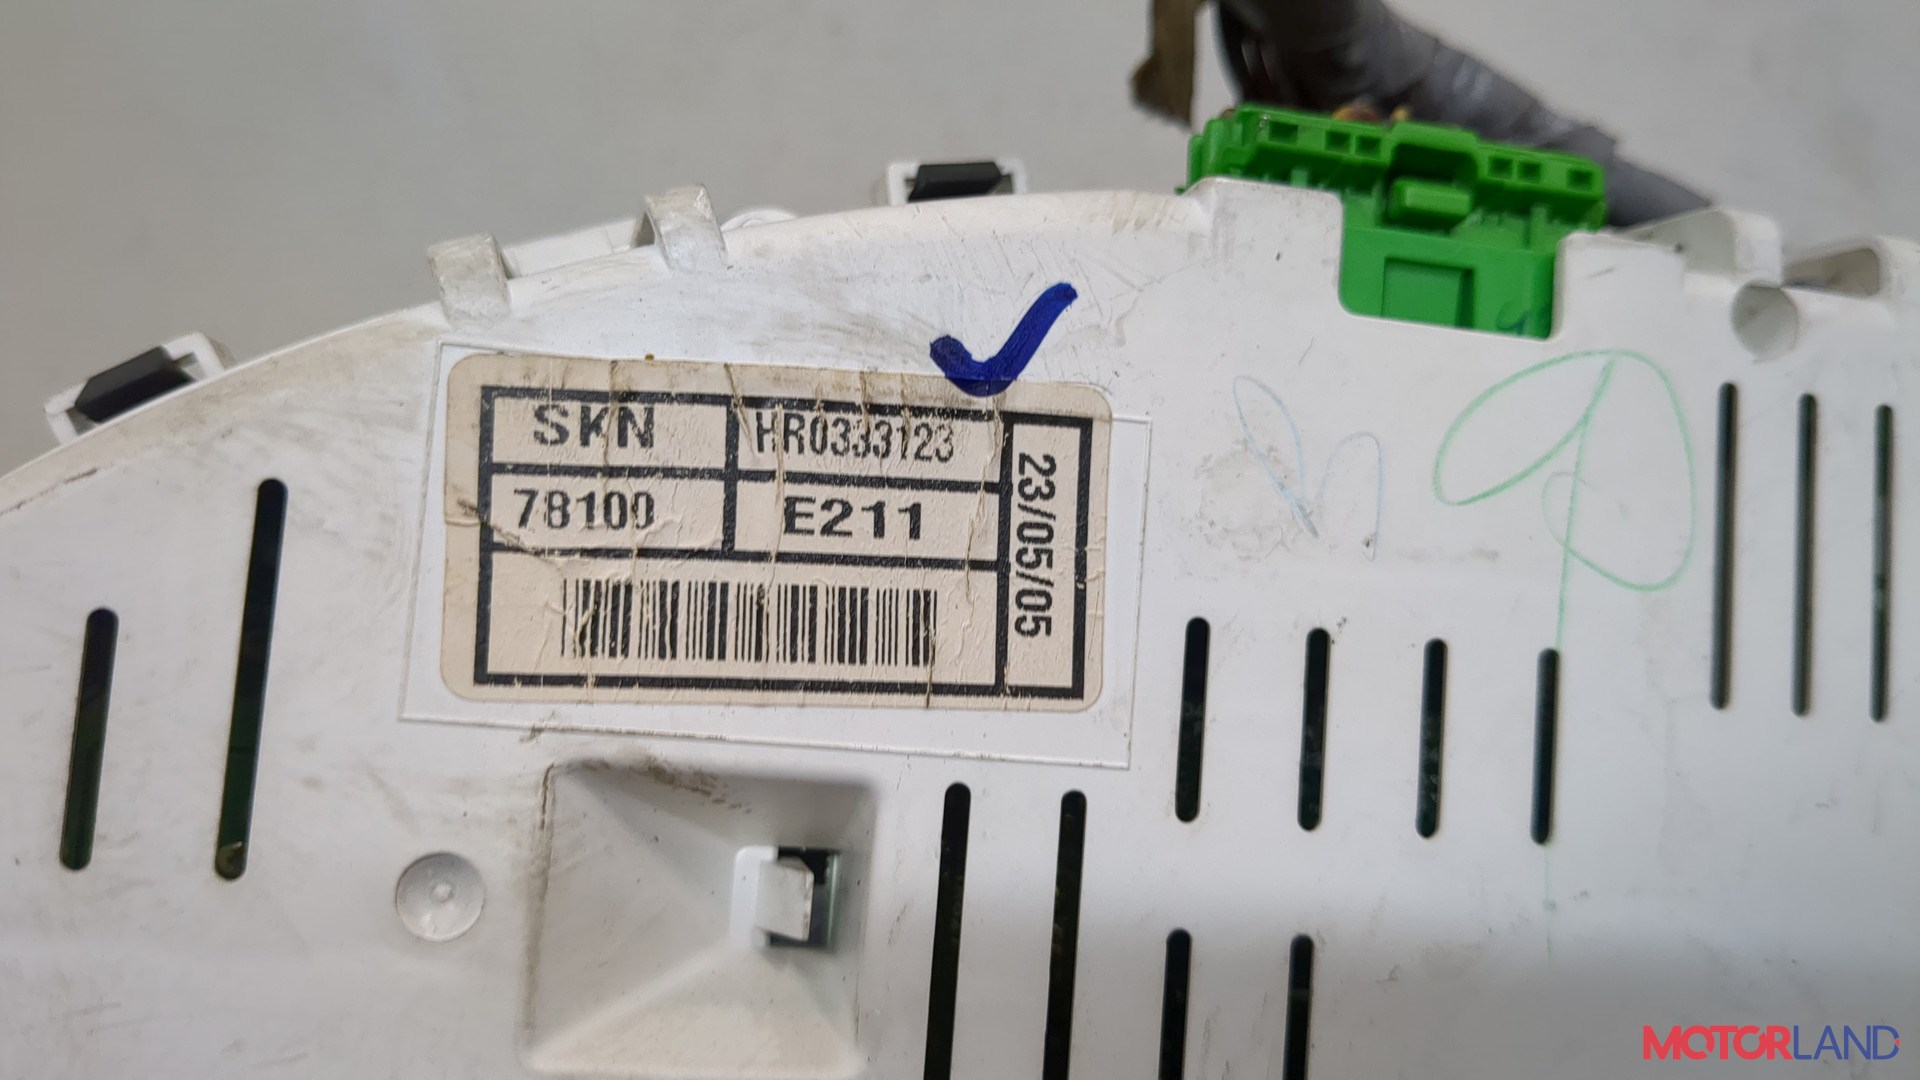 SKN HR0333123
78100 E211
23/05/05
MOTORLAND